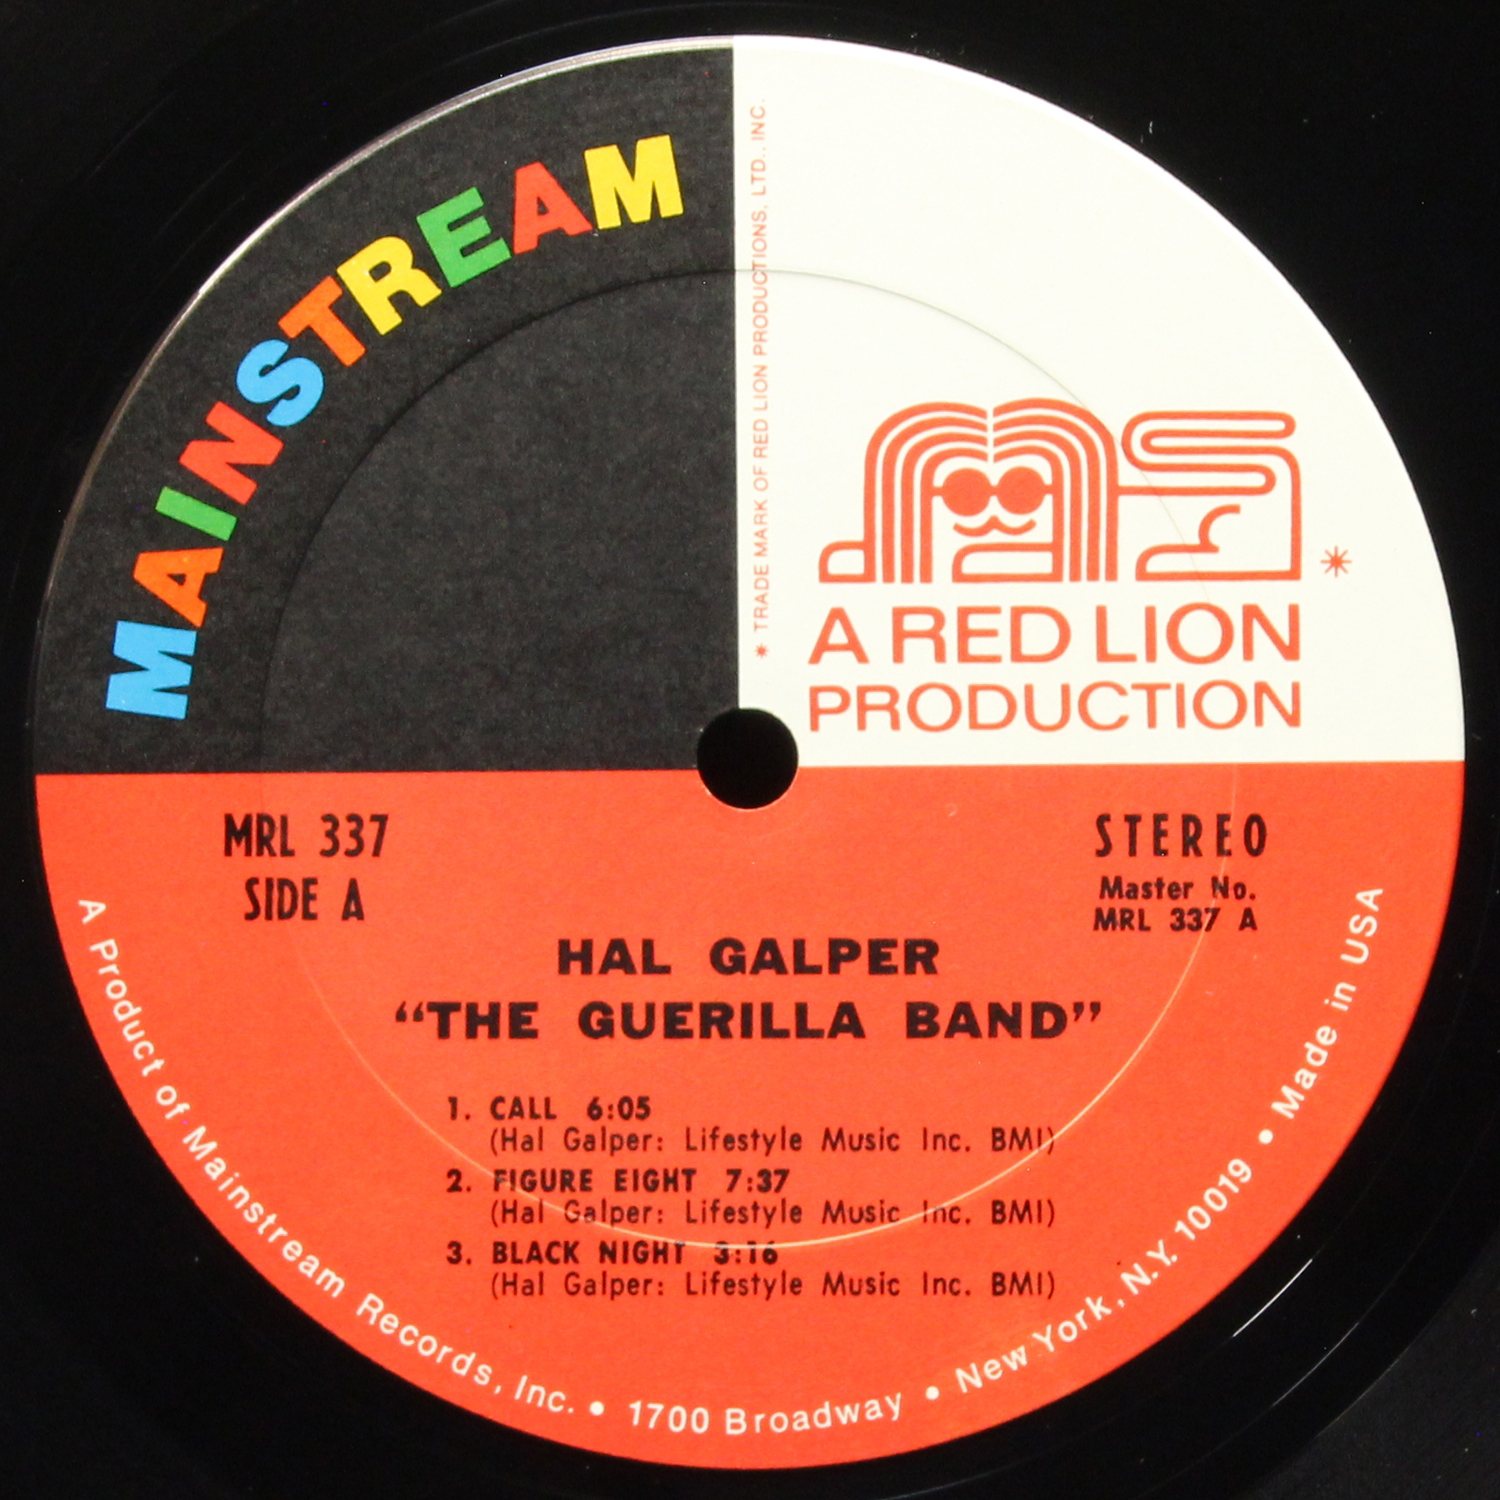 MAINSTREAM
* TRADE MARK OF RED LION PRODUCTIONS, LTD., INC.
*
A RED LION
PRODUCTION
MRL 337
SIDE A
STEREO
Master No.
MRL 337 A
HAL GALPER
“THE GUERILLA BAND”
1. CALL 6:05
(Hal Galper: Lifestyle Music Inc. BMI)
2. FIGURE EIGHT 7:37
(Hal Galper: Lifestyle Music Inc. BMI)
3. BLACK NIGHT 3:16
(Hal Galper: Lifestyle Music Inc. BMI)
A Product of Mainstream Records, Inc. • 1700 Broadway • New York, N.Y. 10019 • Made in USA